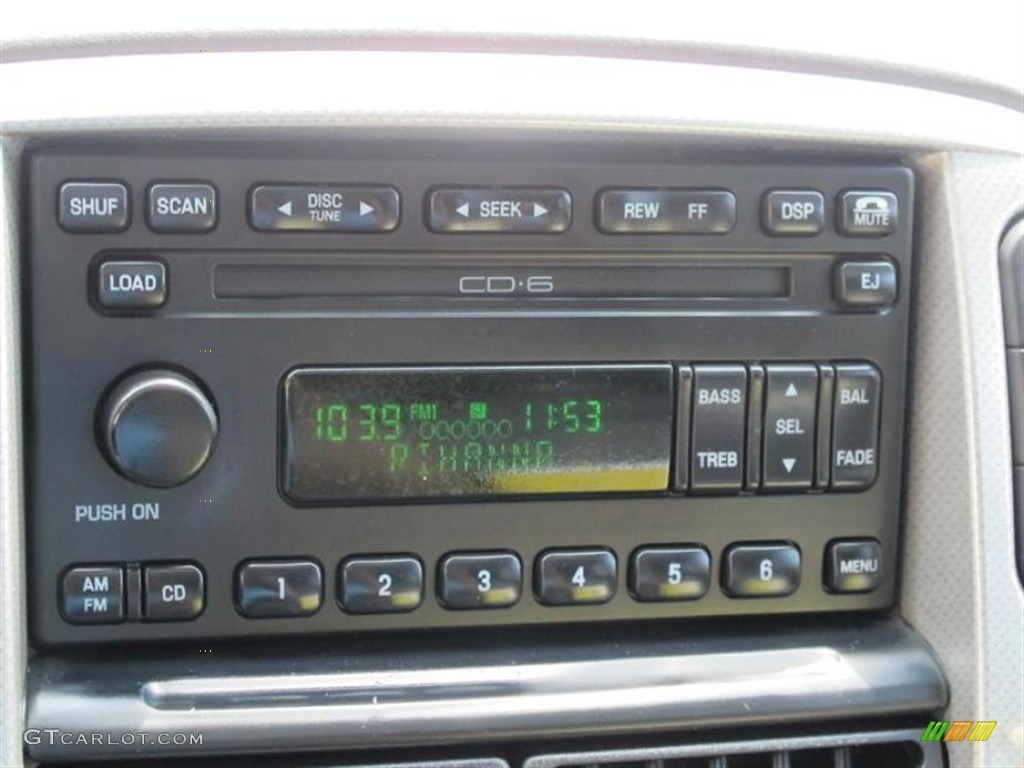 SHUF SCAN DISC TUNE SEEK REW FF DSP MUTE
LOAD CD·6 EJ
103.9 FM1 11:53
BASS SEL BAL
TREB FADE
PUSH ON
AM FM CD 1 2 3 4 5 6 MENU
GTCARLOT.COM